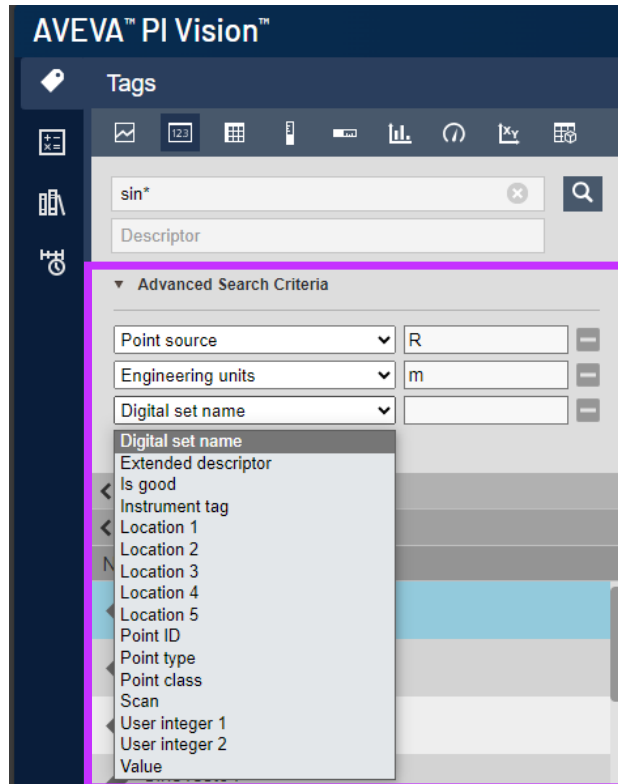 AVEVA™ PI Vision™
Tags
123
XY
sin*
Descriptor
Advanced Search Criteria
Point source R
Engineering units m
Digital set name
Digital set name
Extended descriptor
Is good
Instrument tag
Location 1
Location 2
Location 3
Location 4
Location 5
Point ID
Point type
Point class
Scan
User integer 1
User integer 2
Value